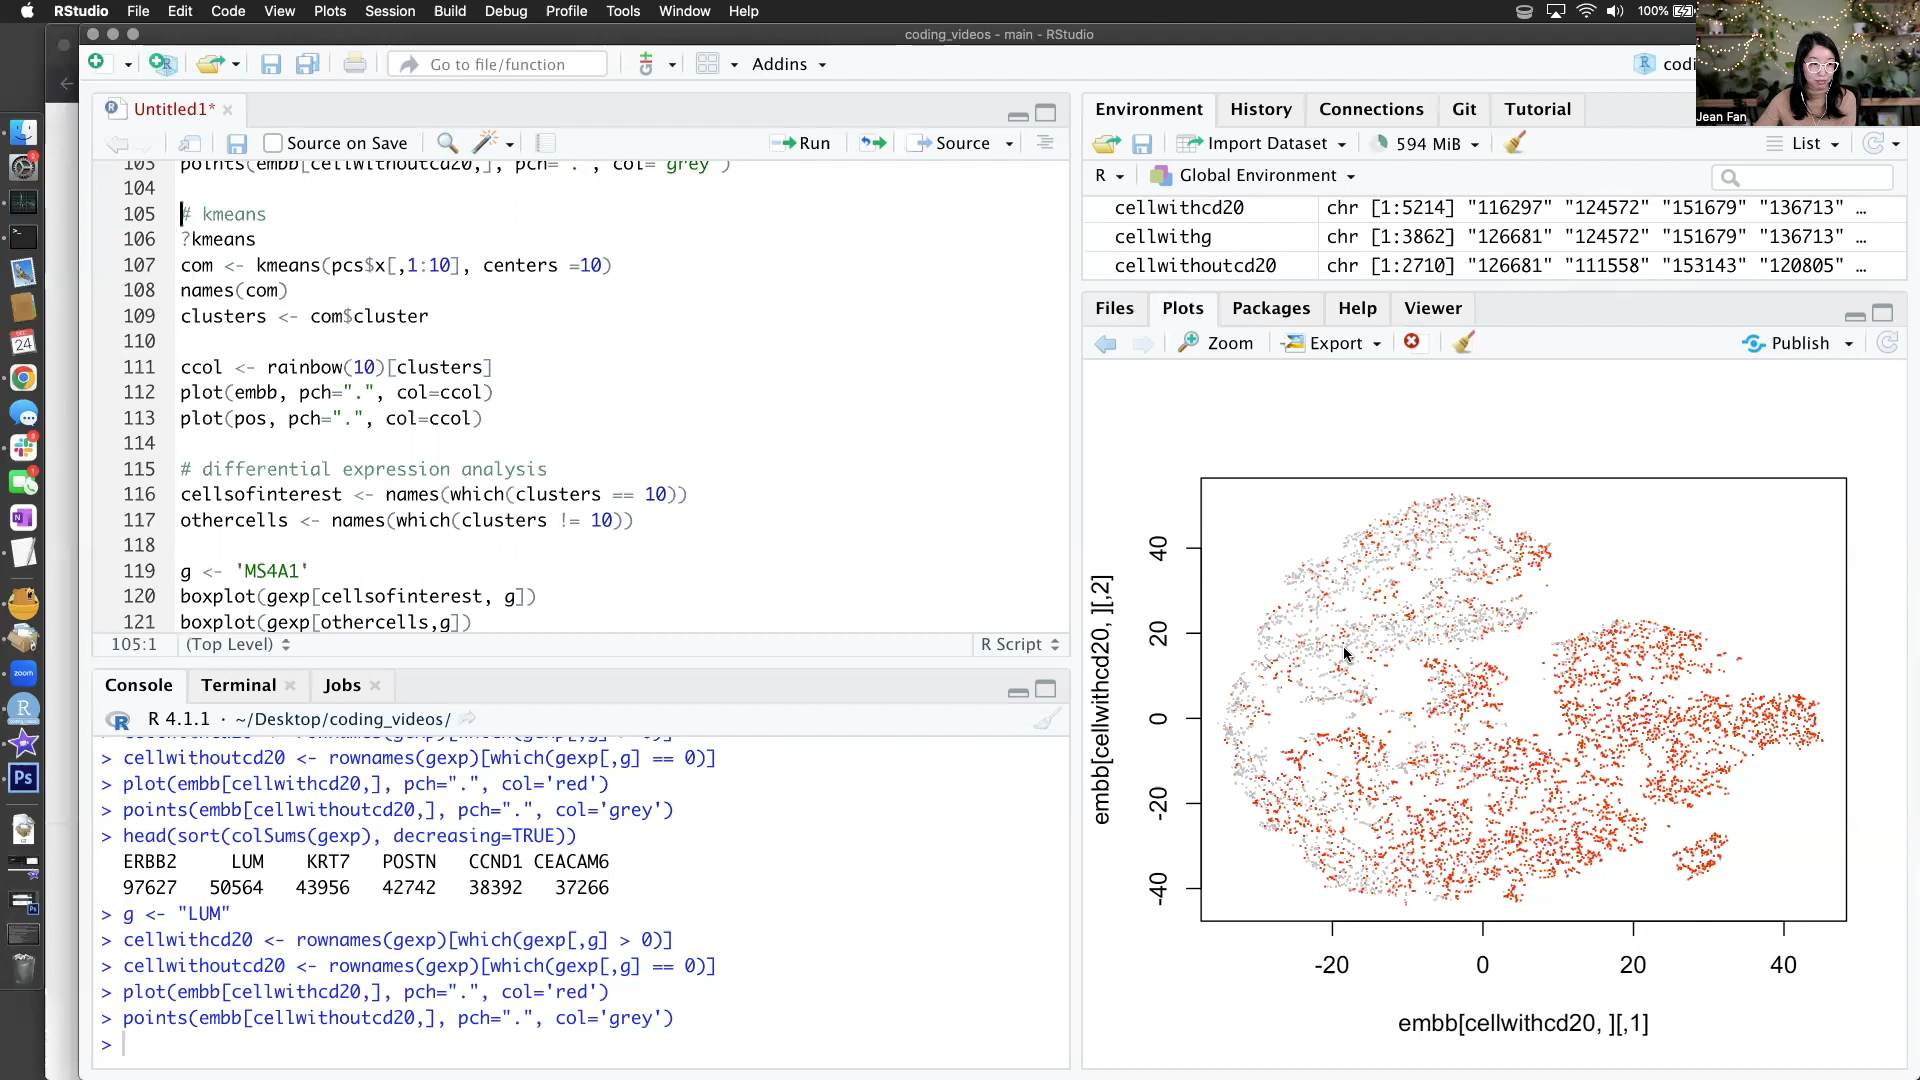 RStudio File Edit Code View Plots Session Build Debug Profile Tools Window Help
100%
coding_videos - main - RStudio
Go to file/function
Addins
codi
Jean Fan
Untitled1*
Source on Save
Run
Source
103 points(embb[cellwithoutcd20,], pch=".", col='grey')
104
105 # kmeans
106 ?kmeans
107 com <- kmeans(pcs$x[,1:10], centers =10)
108 names(com)
109 clusters <- com$cluster
110
111 ccol <- rainbow(10)[clusters]
112 plot(embb, pch=".", col=ccol)
113 plot(pos, pch=".", col=ccol)
114
115 # differential expression analysis
116 cellsofinterest <- names(which(clusters == 10))
117 othercells <- names(which(clusters != 10))
118
119 g <- 'MS4A1'
120 boxplot(gexp[cellsofinterest, g])
121 boxplot(gexp[othercells,g])
105:1 (Top Level) R Script
Console Terminal Jobs
R 4.1.1 · ~/Desktop/coding_videos/
> cellwithoutcd20 <- rownames(gexp)[which(gexp[,g] == 0)]
> plot(embb[cellwithcd20,], pch=".", col='red')
> points(embb[cellwithoutcd20,], pch=".", col='grey')
> head(sort(colSums(gexp), decreasing=TRUE))
ERBB2 LUM KRT7 POSTN CCND1 CEACAM6
97627 50564 43956 42742 38392 37266
> g <- "LUM"
> cellwithcd20 <- rownames(gexp)[which(gexp[,g] > 0)]
> cellwithoutcd20 <- rownames(gexp)[which(gexp[,g] == 0)]
> plot(embb[cellwithcd20,], pch=".", col='red')
> points(embb[cellwithoutcd20,], pch=".", col='grey')
>
Environment History Connections Git Tutorial
Import Dataset 594 MiB List
R Global Environment
cellwithcd20 chr [1:5214] "116297" "124572" "151679" "136713" …
cellwithg chr [1:3862] "126681" "124572" "151679" "136713" …
cellwithoutcd20 chr [1:2710] "126681" "111558" "153143" "120805" …
Files Plots Packages Help Viewer
Zoom Export Publish
embb[cellwithcd20, ][,2]
40
20
0
-20
-40
-20 0 20 40
embb[cellwithcd20, ][,1]
DEC
24
zoom
R
Ps